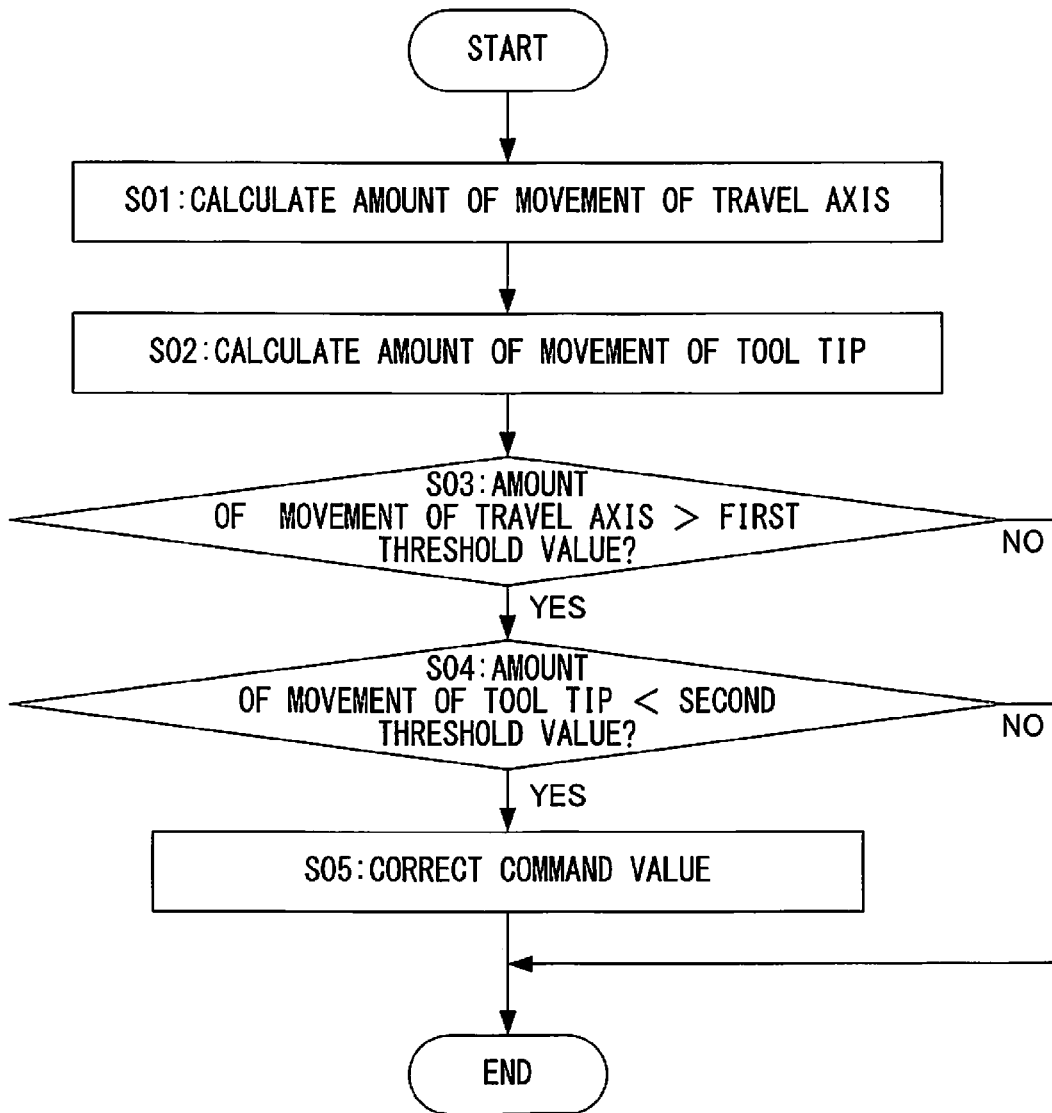 START
S01:CALCULATE AMOUNT OF MOVEMENT OF TRAVEL AXIS
S02:CALCULATE AMOUNT OF MOVEMENT OF TOOL TIP
S03:AMOUNT
OF MOVEMENT OF TRAVEL AXIS > FIRST
THRESHOLD VALUE?
NO
YES
S04:AMOUNT
OF MOVEMENT OF TOOL TIP < SECOND
THRESHOLD VALUE?
NO
YES
S05:CORRECT COMMAND VALUE
END